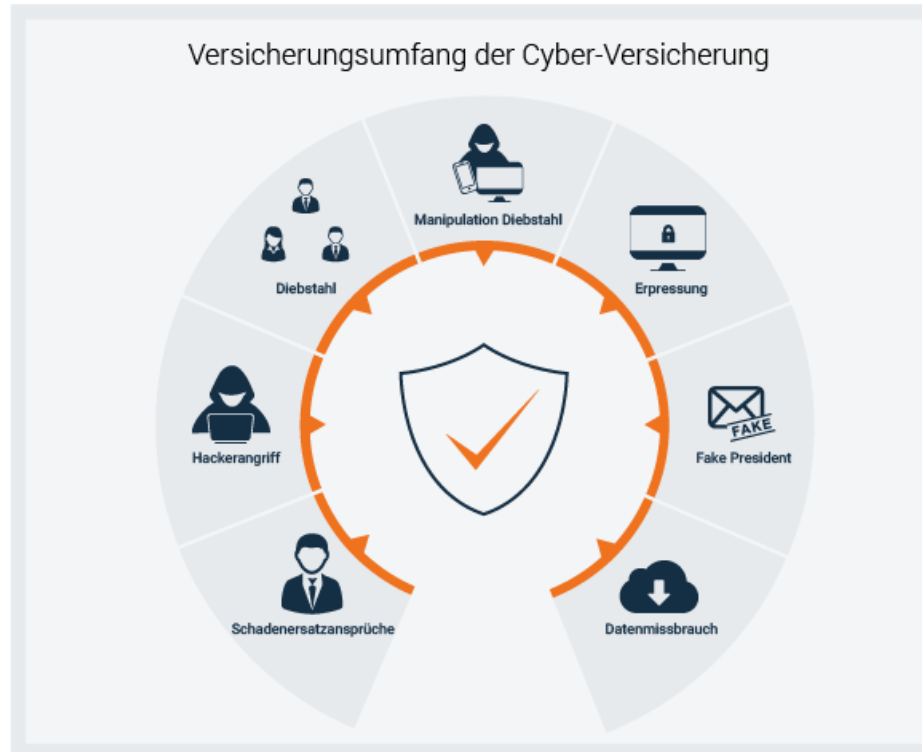 Versicherungsumfang der Cyber-Versicherung
Manipulation Diebstahl
Diebstahl
Erpressung
Hackerangriff
FAKE
Fake President
Schadenersatzansprüche
Datenmissbrauch